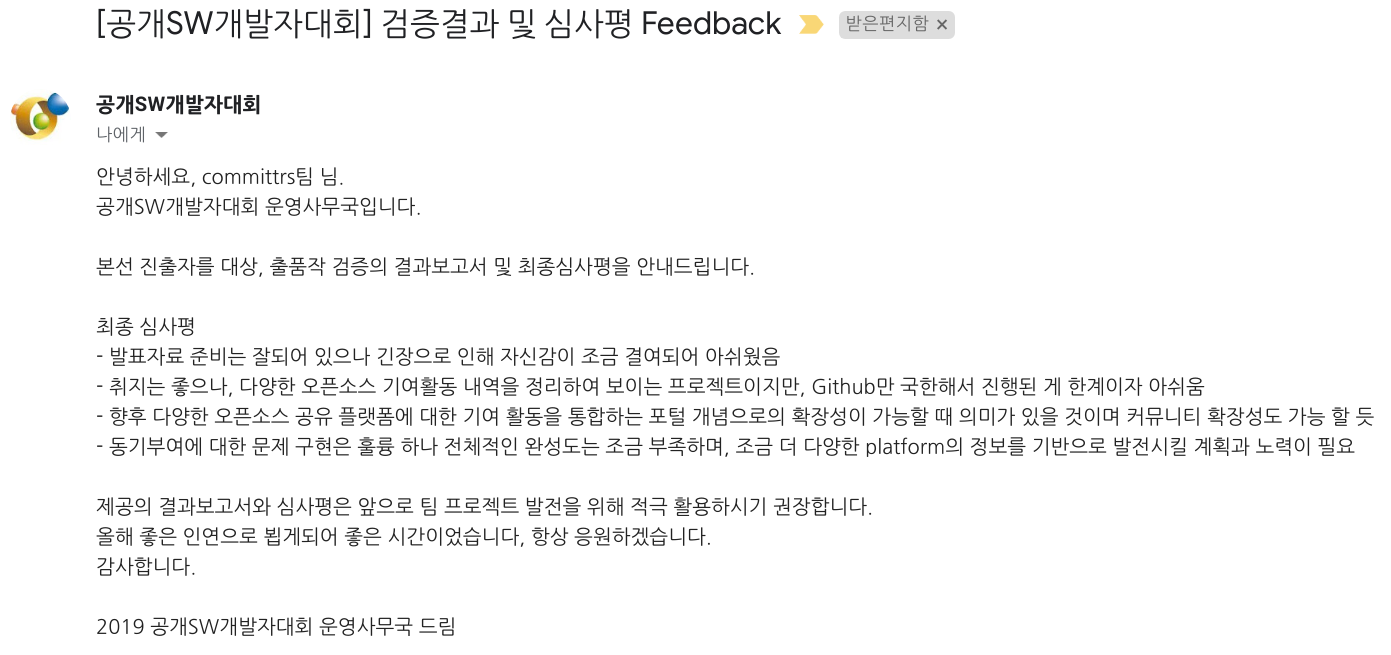 [공개SW개발자대회] 검증결과 및 심사평 Feedback 받은편지함 ×
공개SW개발자대회
나에게
안녕하세요, committrs팀 님.
공개SW개발자대회 운영사무국입니다.
본선 진출자를 대상, 출품작 검증의 결과보고서 및 최종심사평을 안내드립니다.
최종 심사평
- 발표자료 준비는 잘되어 있으나 긴장으로 인해 자신감이 조금 결여되어 아쉬웠음
- 취지는 좋으나, 다양한 오픈소스 기여활동 내역을 정리하여 보이는 프로젝트이지만, Github만 국한해서 진행된 게 한계이자 아쉬움
- 향후 다양한 오픈소스 공유 플랫폼에 대한 기여 활동을 통합하는 포털 개념으로의 확장성이 가능할 때 의미가 있을 것이며 커뮤니티 확장성도 가능 할 듯
- 동기부여에 대한 문제 구현은 훌륭 하나 전체적인 완성도는 조금 부족하며, 조금 더 다양한 platform의 정보를 기반으로 발전시킬 계획과 노력이 필요
제공의 결과보고서와 심사평은 앞으로 팀 프로젝트 발전을 위해 적극 활용하시기 권장합니다.
올해 좋은 인연으로 뵙게되어 좋은 시간이었습니다, 항상 응원하겠습니다.
감사합니다.
2019 공개SW개발자대회 운영사무국 드림